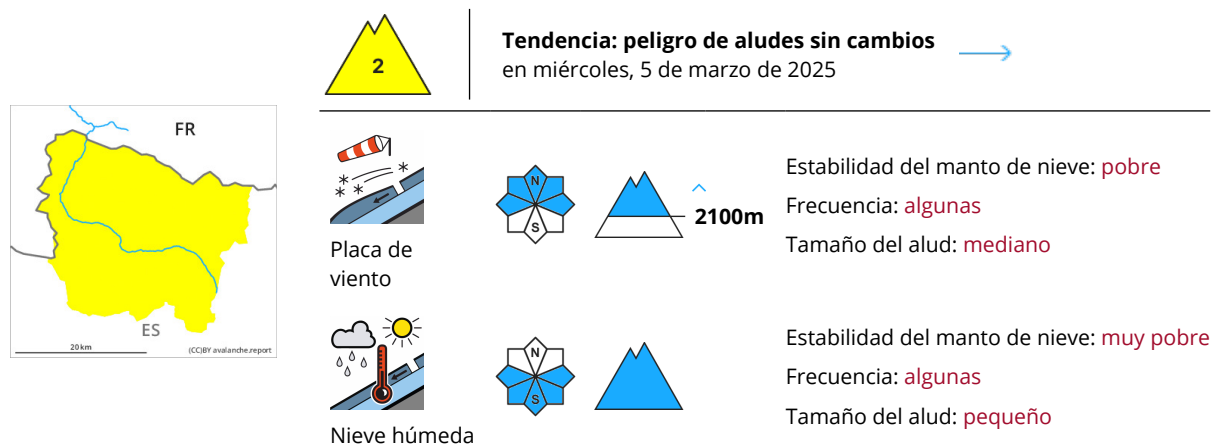 2
Tendencia: peligro de aludes sin cambios
en miércoles, 5 de marzo de 2025
FR
ES
20 km
(CC)BY avalanche.report
N
S
2100m
Placa de
viento
Estabilidad del manto de nieve: pobre
Frecuencia: algunas
Tamaño del alud: mediano
N
S
Nieve húmeda
Estabilidad del manto de nieve: muy pobre
Frecuencia: algunas
Tamaño del alud: pequeño